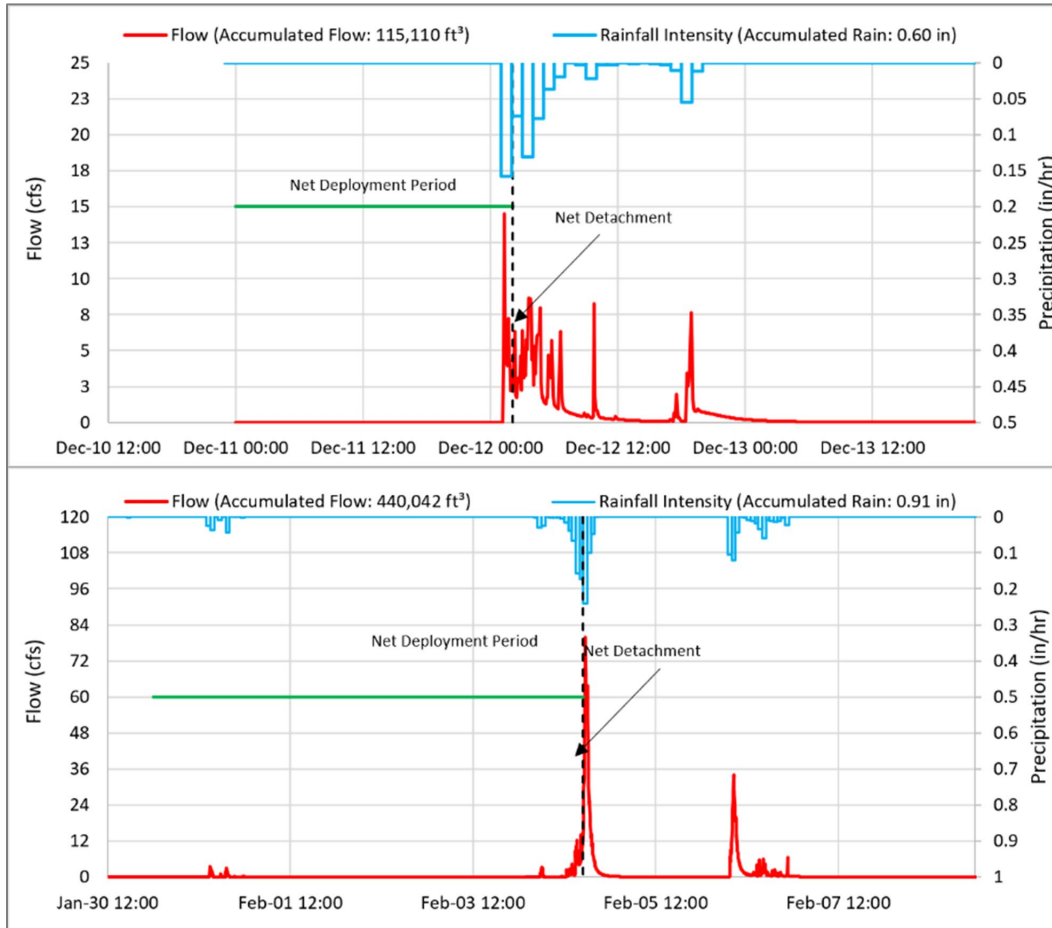 Flow (Accumulated Flow: 115,110 ft³) Rainfall Intensity (Accumulated Rain: 0.60 in)
25 0
23 0.05
20 0.1
18 0.15
15 0.2
13 0.25
10 0.3
8 0.35
5 0.4
3 0.45
0 0.5
Flow (cfs)
Precipitation (in/hr)
Net Deployment Period
Net Detachment
Dec-10 12:00 Dec-11 00:00 Dec-11 12:00 Dec-12 00:00 Dec-12 12:00 Dec-13 00:00 Dec-13 12:00
Flow (Accumulated Flow: 440,042 ft³) Rainfall Intensity (Accumulated Rain: 0.91 in)
120 0
108 0.1
96 0.2
84 0.3
72 0.4
60 0.5
48 0.6
36 0.7
24 0.8
12 0.9
0 1
Flow (cfs)
Precipitation (in/hr)
Net Deployment Period
Net Detachment
Jan-30 12:00 Feb-01 12:00 Feb-03 12:00 Feb-05 12:00 Feb-07 12:00